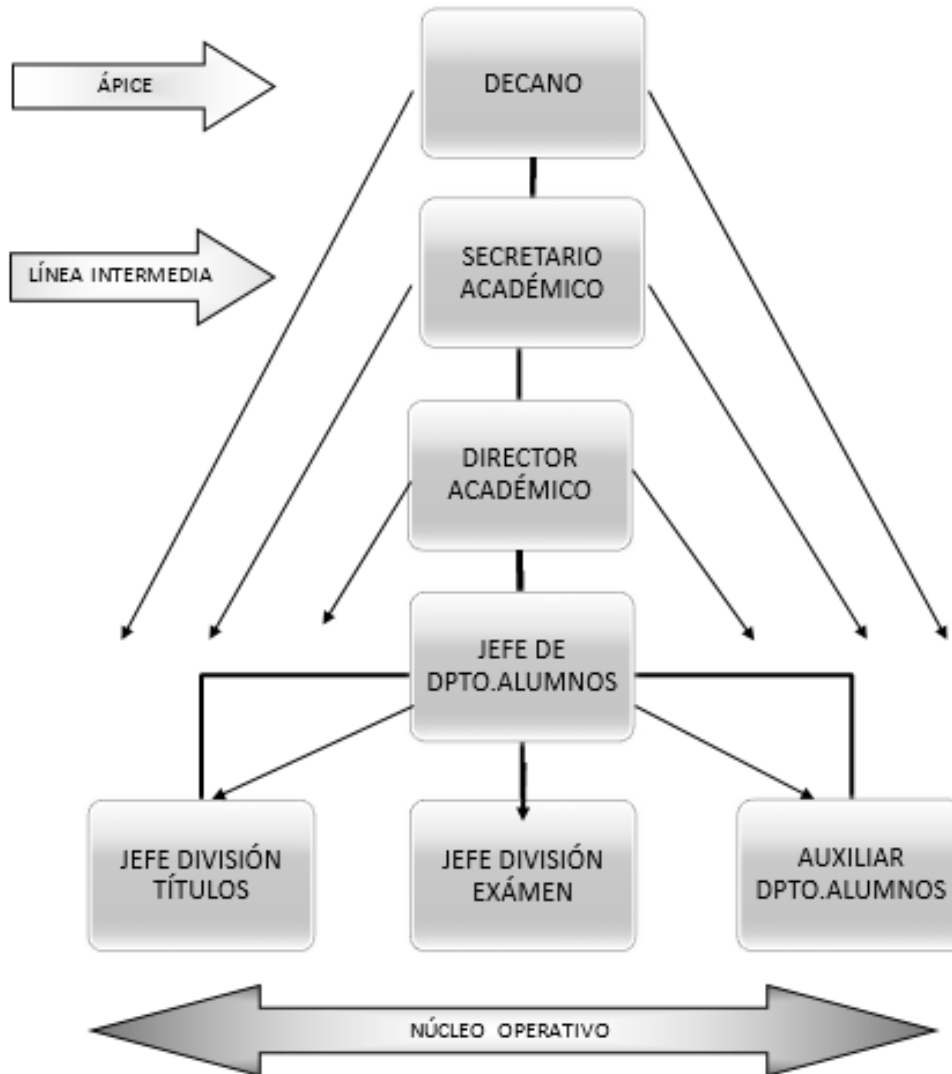 ÁPICE
DECANO
LÍNEA INTERMEDIA
SECRETARIO
ACADÉMICO
DIRECTOR
ACADÉMICO
JEFE DE
DPTO.ALUMNOS
JEFE DIVISIÓN
TÍTULOS
JEFE DIVISIÓN
EXÁMEN
AUXILIAR
DPTO.ALUMNOS
NÚCLEO OPERATIVO